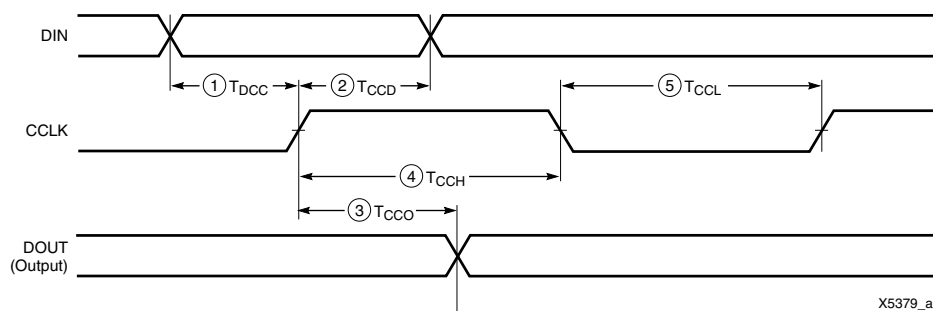 DIN
① TDCC
② TCCD
⑤ TCCL
CCLK
④ TCCH
③ TCCO
DOUT
(Output)
X5379_a